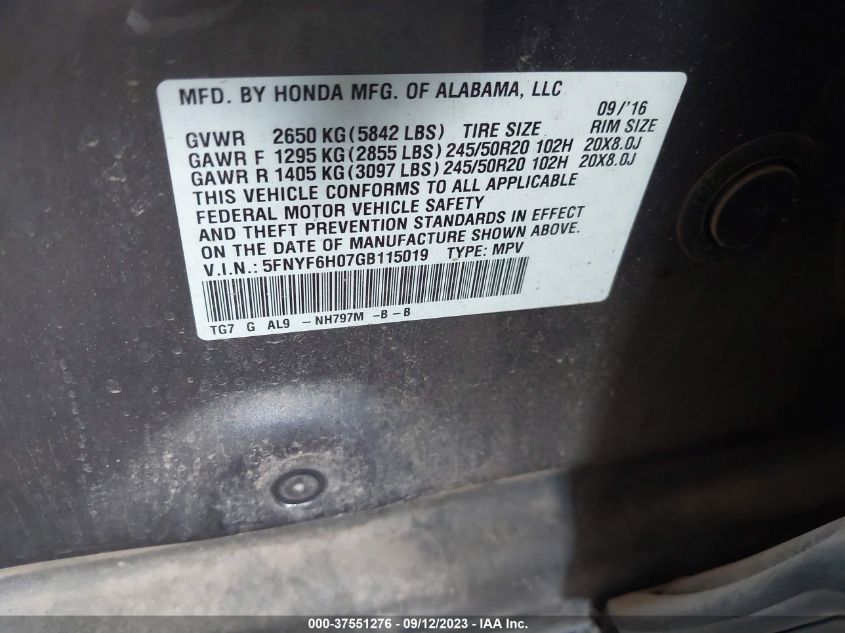 MFD. BY HONDA MFG. OF ALABAMA, LLC
09/'16
GVWR 2650 KG(5842 LBS) TIRE SIZE RIM SIZE
GAWR F 1295 KG(2855 LBS)245/50R20 102H 20X8.0J
GAWR R 1405 KG(3097 LBS)245/50R20 102H 20X8.0J
THIS VEHICLE CONFORMS TO ALL APPLICABLE
FEDERAL MOTOR VEHICLE SAFETY
AND THEFT PREVENTION STANDARDS IN EFFECT
ON THE DATE OF MANUFACTURE SHOWN ABOVE.
V.I.N.: 5FNYF6H07GB115019 TYPE: MPV
TG7 G AL9 -NH797M -B-B
000-37551276 - 09/12/2023 - IAA Inc.